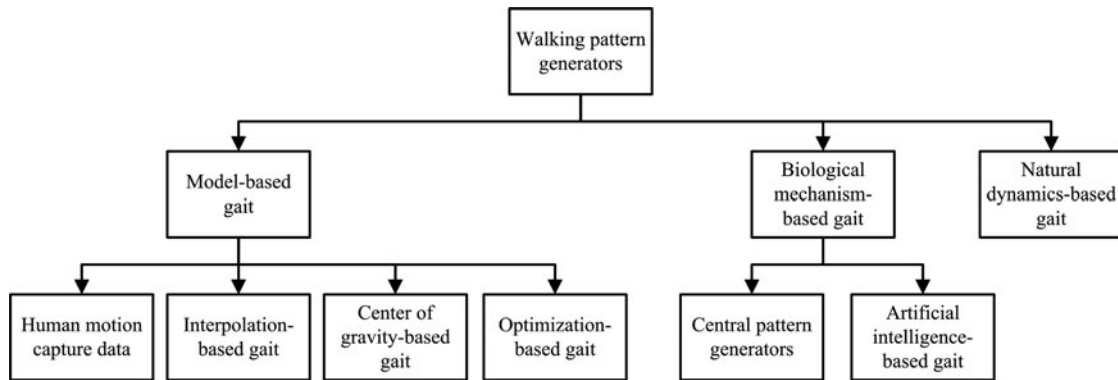 Walking pattern
generators
Model-based
gait
Biological
mechanism-
based gait
Natural
dynamics-based
gait
Human motion
capture data
Interpolation-
based gait
Center of
gravity-based
gait
Optimization-
based gait
Central pattern
generators
Artificial
intelligence-
based gait